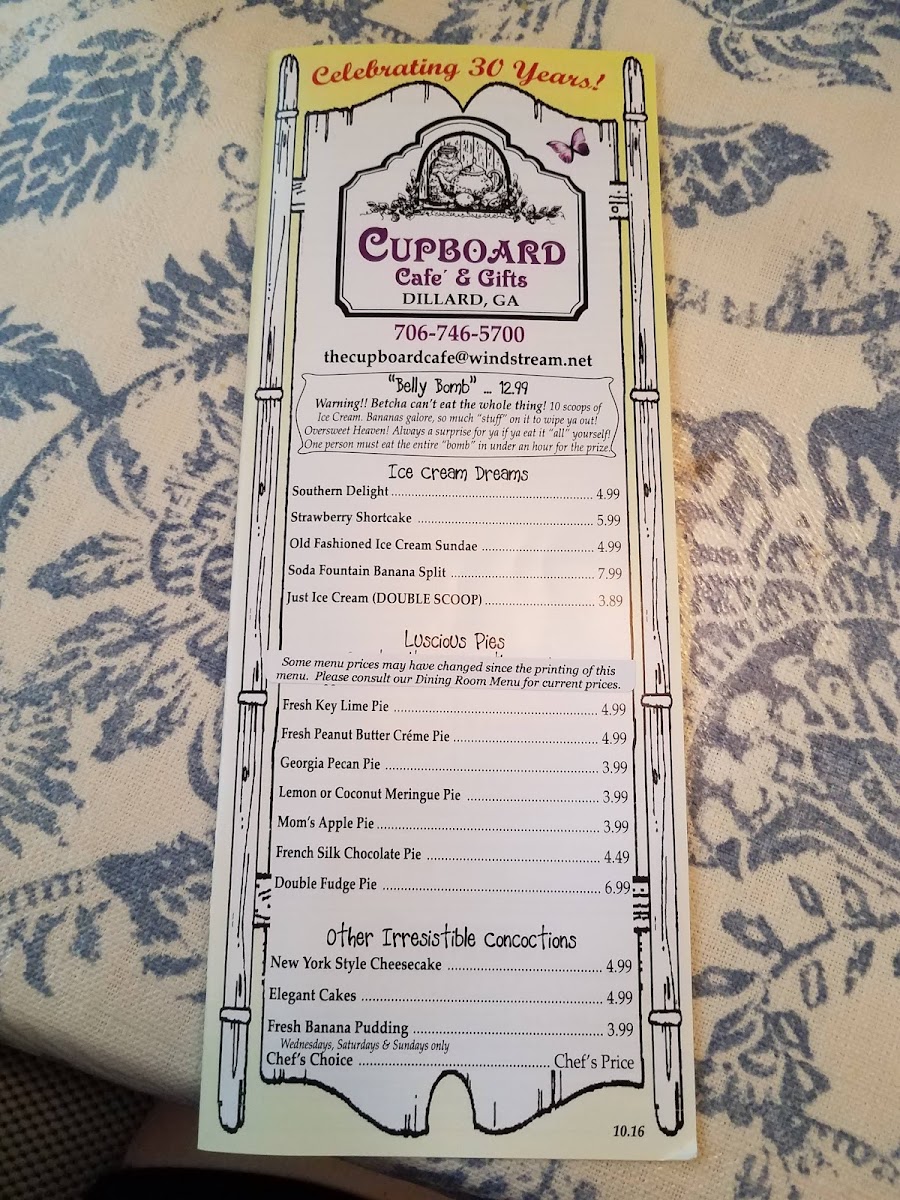 Celebrating 30 Years!
CUPBOARD
Cafe´ & Gifts
DILLARD, GA
706-746-5700
thecupboardcafe@windstream.net
"Belly Bomb" ... 12.99
Warning!! Betcha can't eat the whole thing! 10 scoops of
Ice Cream. Bananas galore, so much "stuff" on it to wipe ya out!
Oversweet Heaven! Always a surprise for ya if ya eat it "all" yourself!
One person must eat the entire "bomb" in under an hour for the prize!
Ice Cream Dreams
Southern Delight ........ 4.99
Strawberry Shortcake ........ 5.99
Old Fashioned Ice Cream Sundae ........ 4.99
Soda Fountain Banana Split ........ 7.99
Just Ice Cream (DOUBLE SCOOP) ........ 3.89
Luscious Pies
Some menu prices may have changed since the printing of this
menu. Please consult our Dining Room Menu for current prices.
Fresh Key Lime Pie ........ 4.99
Fresh Peanut Butter Créme Pie ........ 4.99
Georgia Pecan Pie ........ 3.99
Lemon or Coconut Meringue Pie ........ 3.99
Mom's Apple Pie ........ 3.99
French Silk Chocolate Pie ........ 4.49
Double Fudge Pie ........ 6.99
Other Irresistible Concoctions
New York Style Cheesecake ........ 4.99
Elegant Cakes ........ 4.99
Fresh Banana Pudding ........ 3.99
Wednesdays, Saturdays & Sundays only
Chef's Choice ........ Chef's Price
10.16